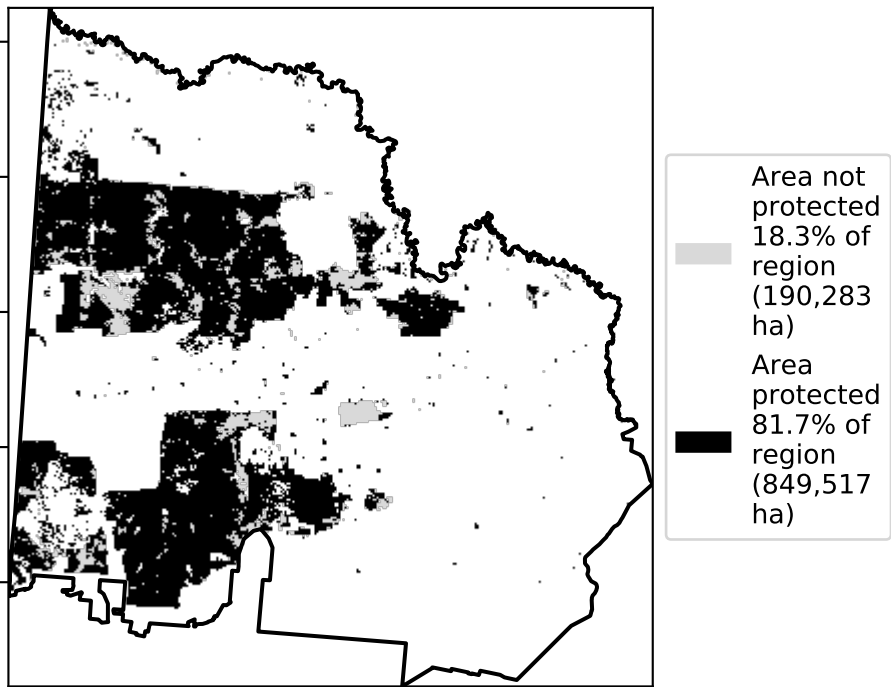 Area not
protected
18.3% of
region
(190,283
ha)
Area
protected
81.7% of
region
(849,517
ha)